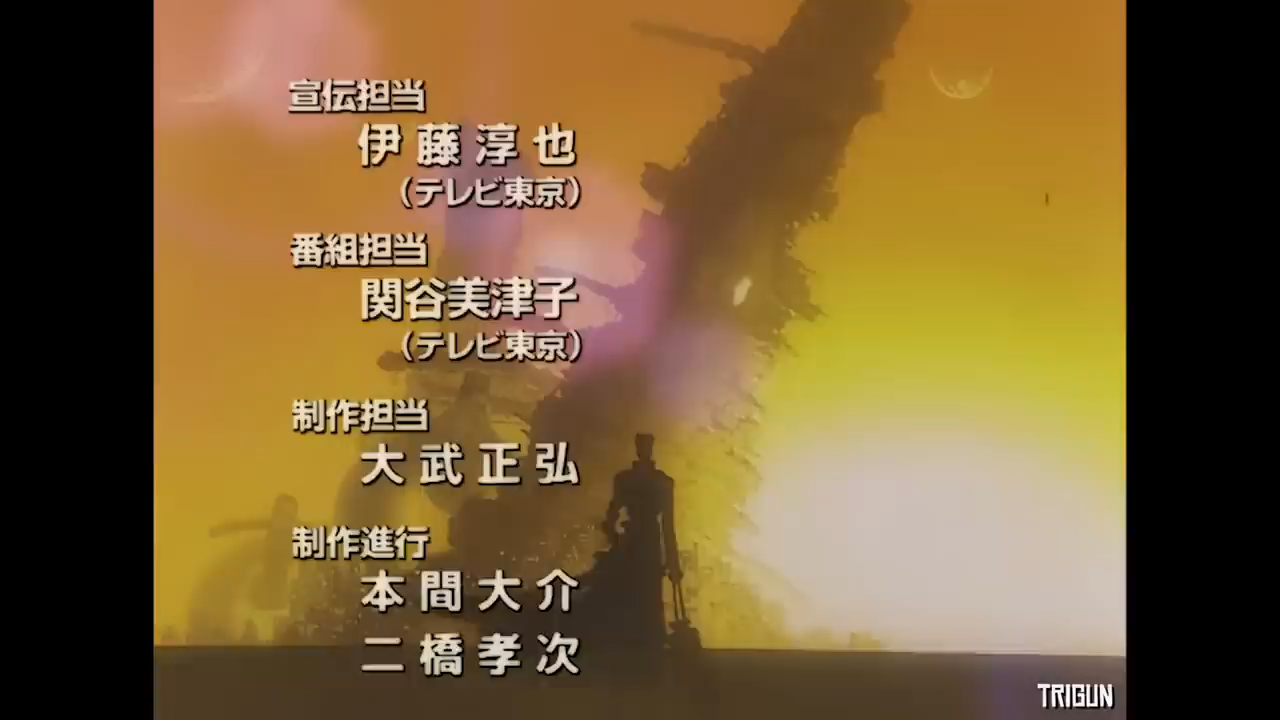 宣伝担当
伊藤淳也
（テレビ東京）
番組担当
関谷美津子
（テレビ東京）
制作担当
大武正弘
制作進行
本間大介
二橋孝次
TRIGUN